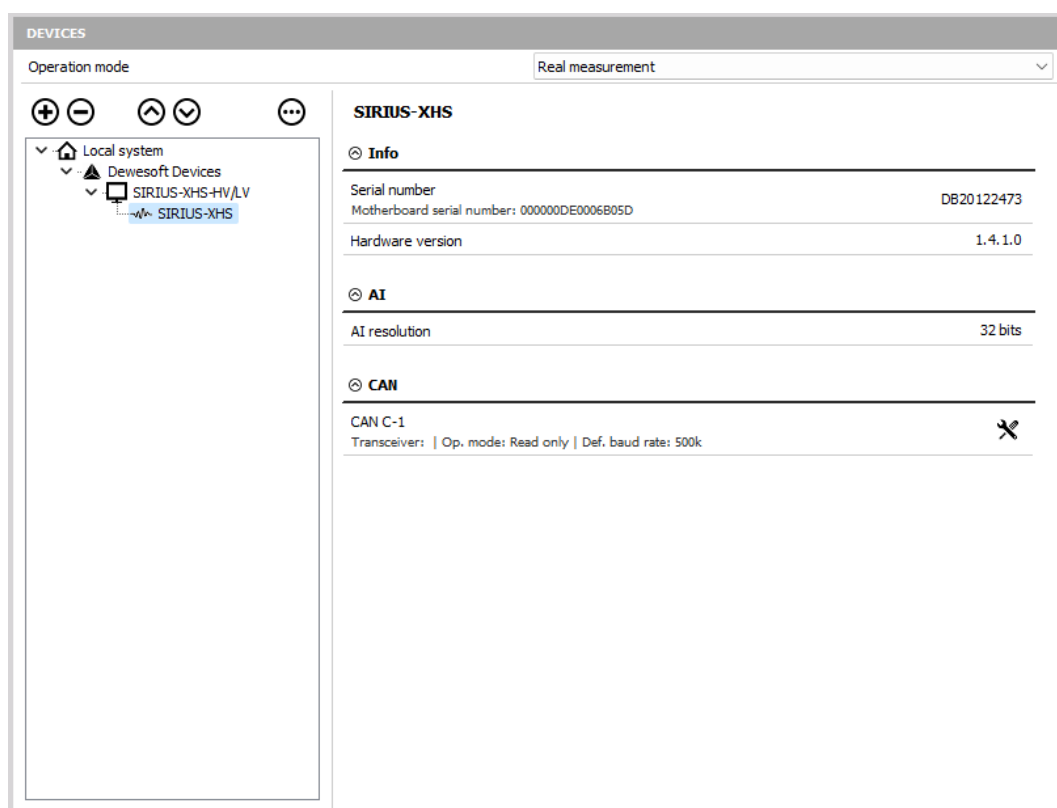 DEVICES
Operation mode
Real measurement
Local system
Dewesoft Devices
SIRIUS-XHS-HV/LV
SIRIUS-XHS
SIRIUS-XHS
Info
Serial number
DB20122473
Motherboard serial number: 000000DE0006B05D
Hardware version
1.4.1.0
AI
AI resolution
32 bits
CAN
CAN C-1
Transceiver: | Op. mode: Read only | Def. baud rate: 500k